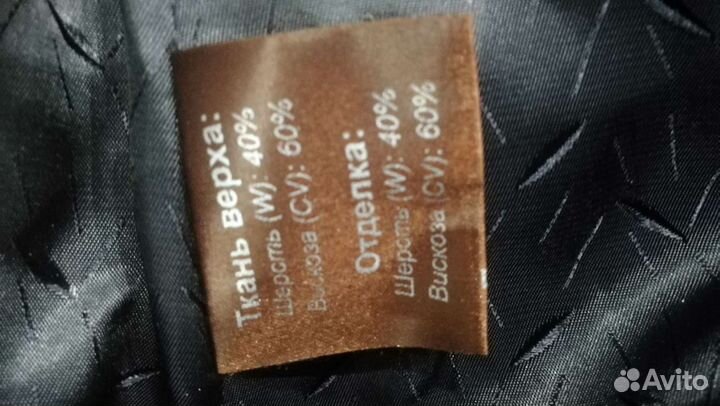 Ткань верха:
Шерсть (W): 40%
Вискоза (CV): 60%
Отделка:
Шерсть (W): 40%
Вискоза (CV): 60%
Avito